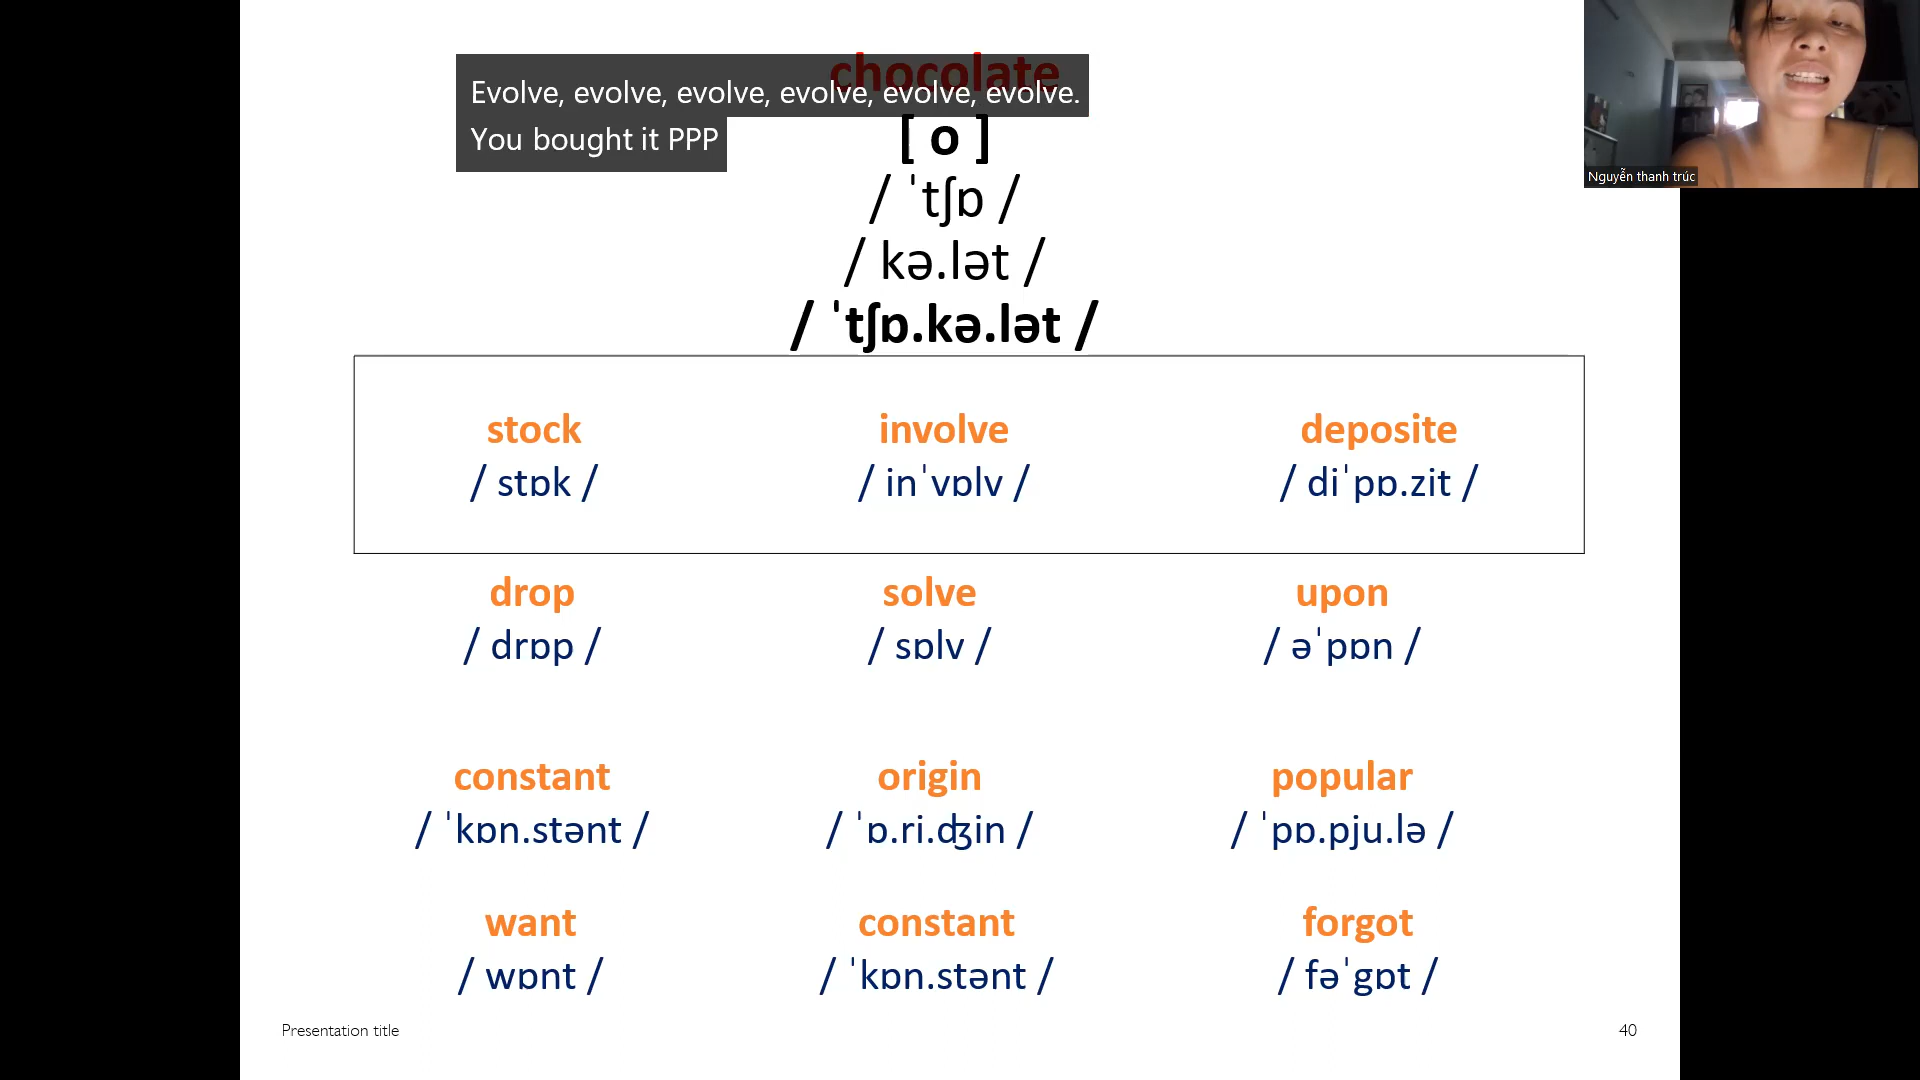 chocolate
Evolve, evolve, evolve, evolve, evolve, evolve.
You bought it PPP
[ o ]
/ ˈtʃɒ /
/ kə.lət /
/ ˈtʃɒ.kə.lət /
stock involve deposite
/ stɒk / / inˈvɒlv / / diˈpɒ.zit /
drop solve upon
/ drɒp / / sɒlv / / əˈpɒn /
constant origin popular
/ ˈkɒn.stənt / / ˈɒ.ri.ʤin / / ˈpɒ.pju.lə /
want constant forgot
/ wɒnt / / ˈkɒn.stənt / / fəˈgɒt /
Presentation title 40
Nguyễn thanh trúc